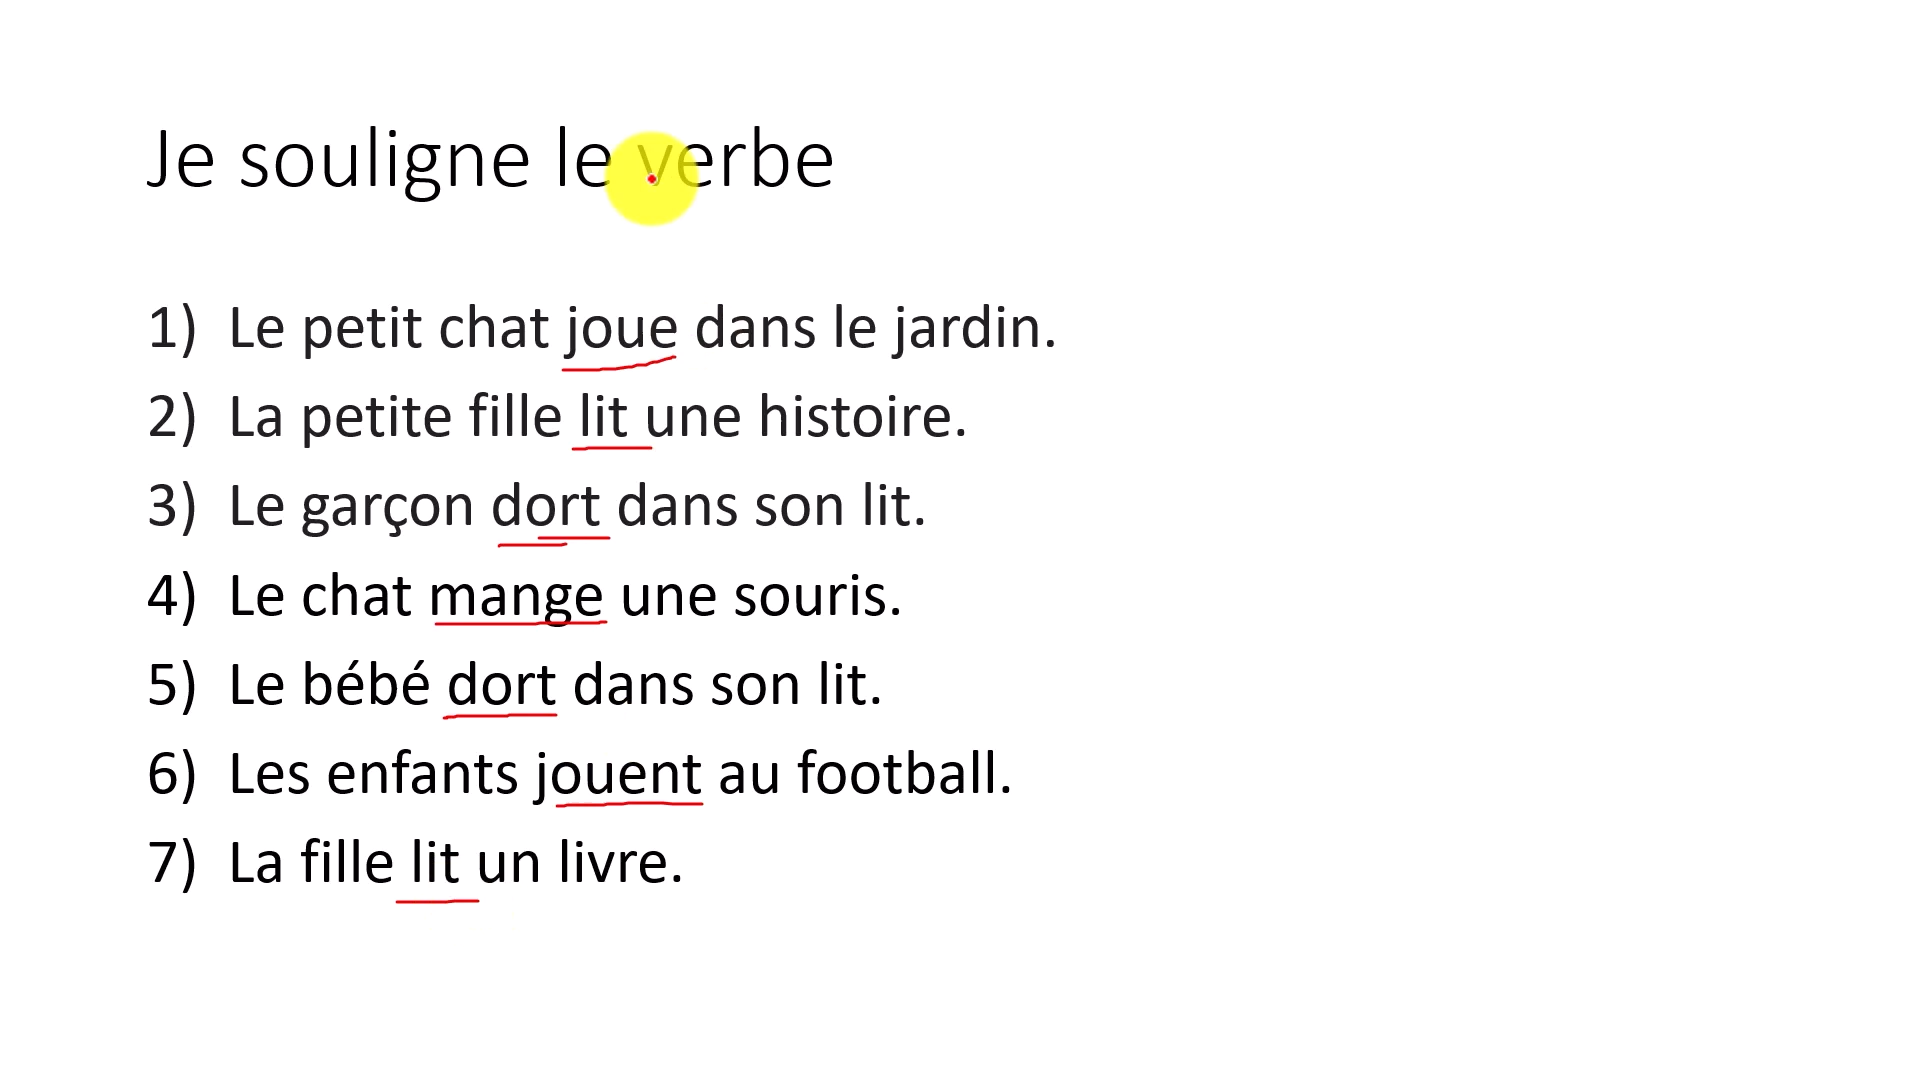 Je souligne le verbe
1) Le petit chat joue dans le jardin.
2) La petite fille lit une histoire.
3) Le garçon dort dans son lit.
4) Le chat mange une souris.
5) Le bébé dort dans son lit.
6) Les enfants jouent au football.
7) La fille lit un livre.